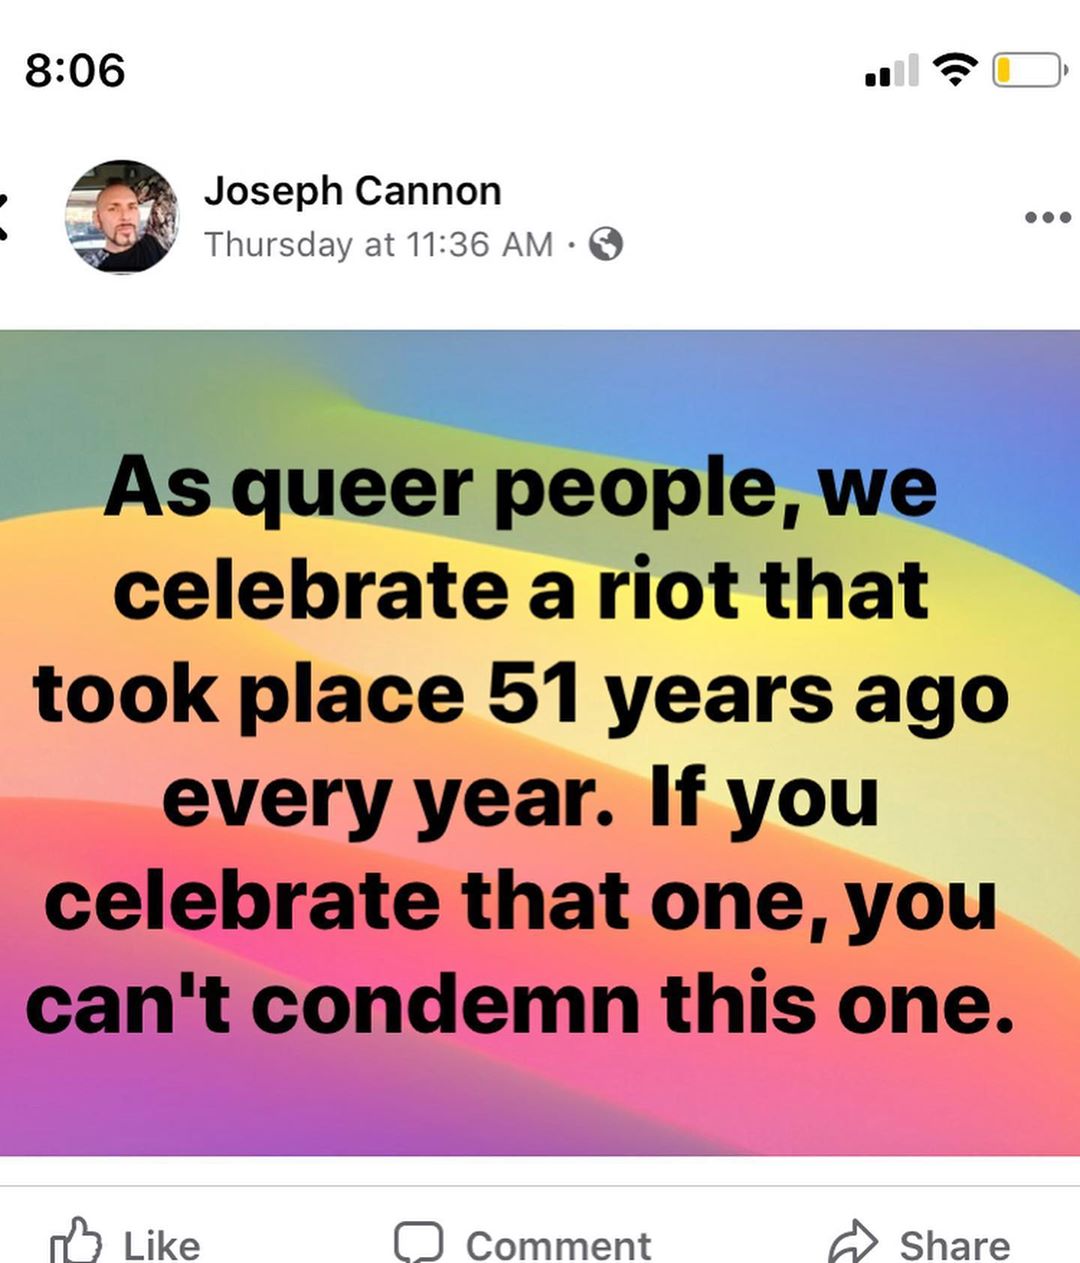 8:06
Joseph Cannon
Thursday at 11:36 AM ·
As queer people, we
celebrate a riot that
took place 51 years ago
every year. If you
celebrate that one, you
can't condemn this one.
Like Comment Share